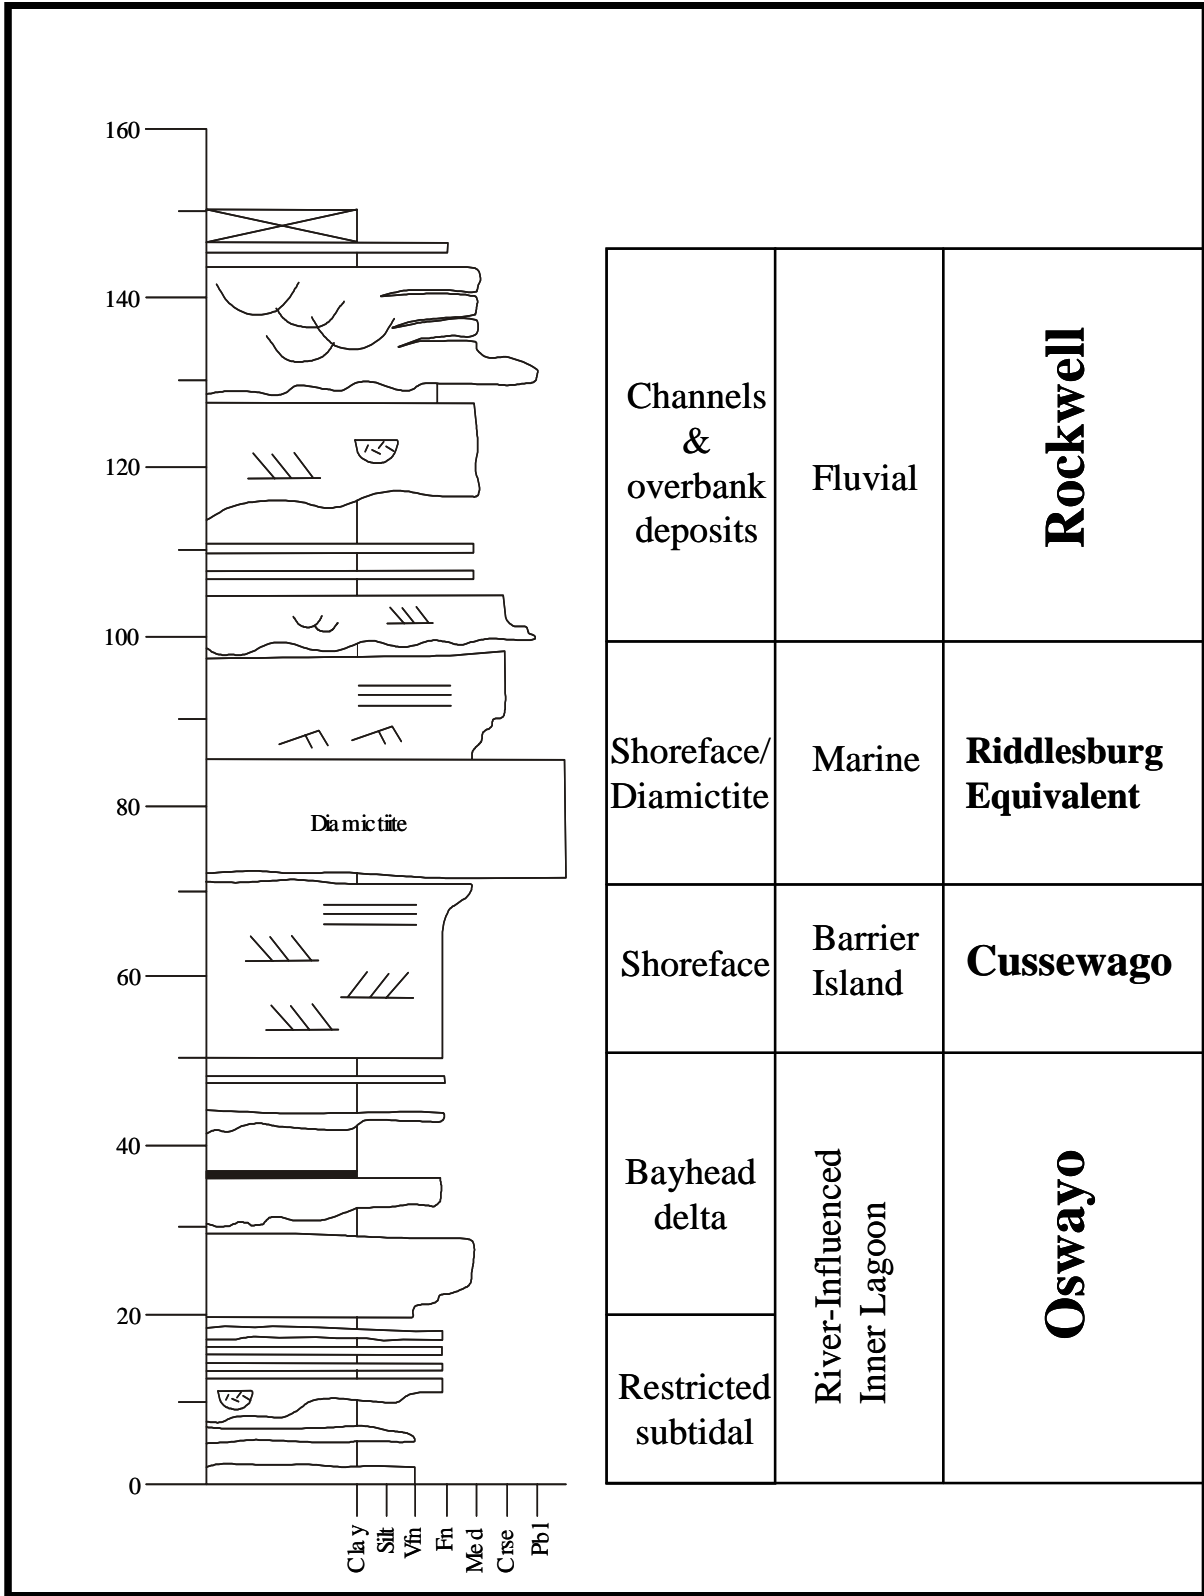 160
140
120
100
80
60
40
20
0
Diamictite
Clay
Silt
Vfn
Fn
Med
Crse
Pbl
Channels
&
overbank
deposits
Fluvial
Rockwell
Shoreface/
Diamictite
Marine
Riddlesburg
Equivalent
Shoreface
Barrier
Island
Cussewago
Bayhead
delta
River-Influenced
Inner Lagoon
Oswayo
Restricted
subtidal